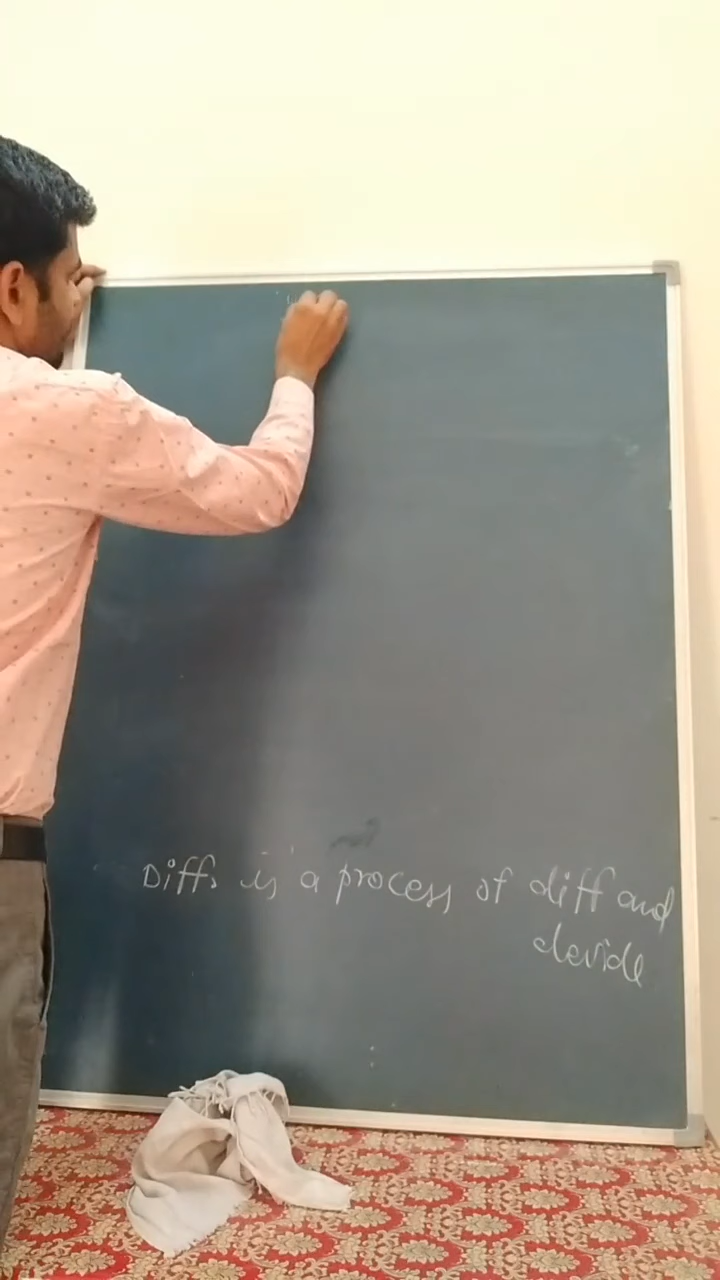 Diff. is a process of diff and
devide